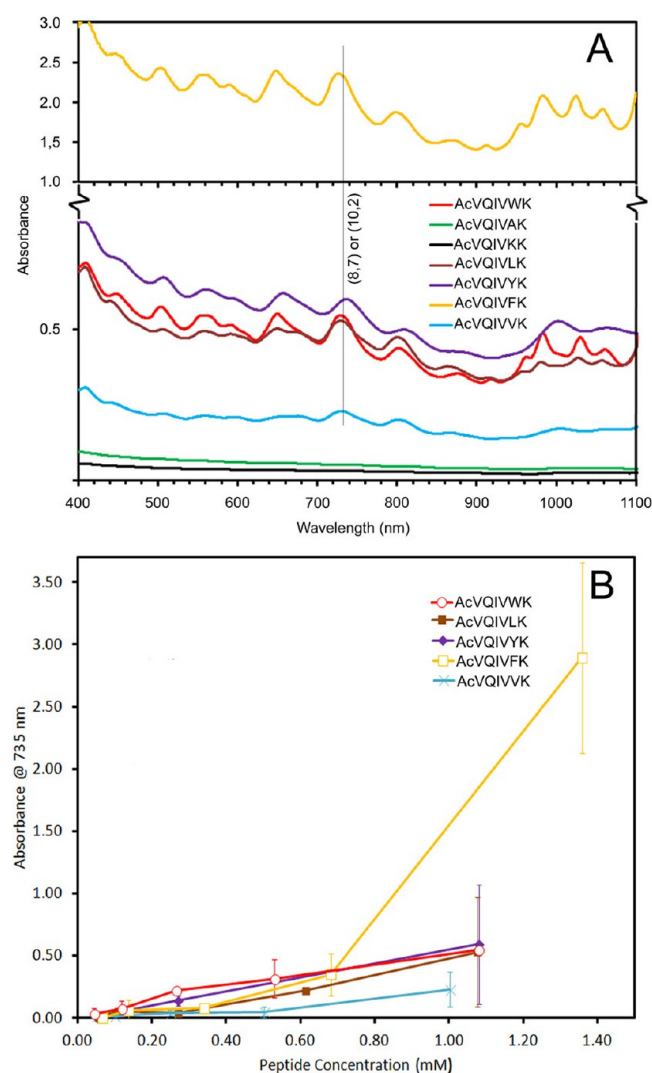 A
3.0
2.5
2.0
1.5
1.0
0.5
Absorbance
(8,7) or (10,2)
AcVQIVWK
AcVQIVAK
AcVQIVKK
AcVQIVLK
AcVQIVYK
AcVQIVFK
AcVQIVVK
400 500 600 700 800 900 1000 1100
Wavelength (nm)
B
3.50
3.00
2.50
2.00
1.50
1.00
0.50
0.00
Absorbance @ 735 nm
AcVQIVWK
AcVQIVLK
AcVQIVYK
AcVQIVFK
AcVQIVVK
0.00 0.20 0.40 0.60 0.80 1.00 1.20 1.40
Peptide Concentration (mM)